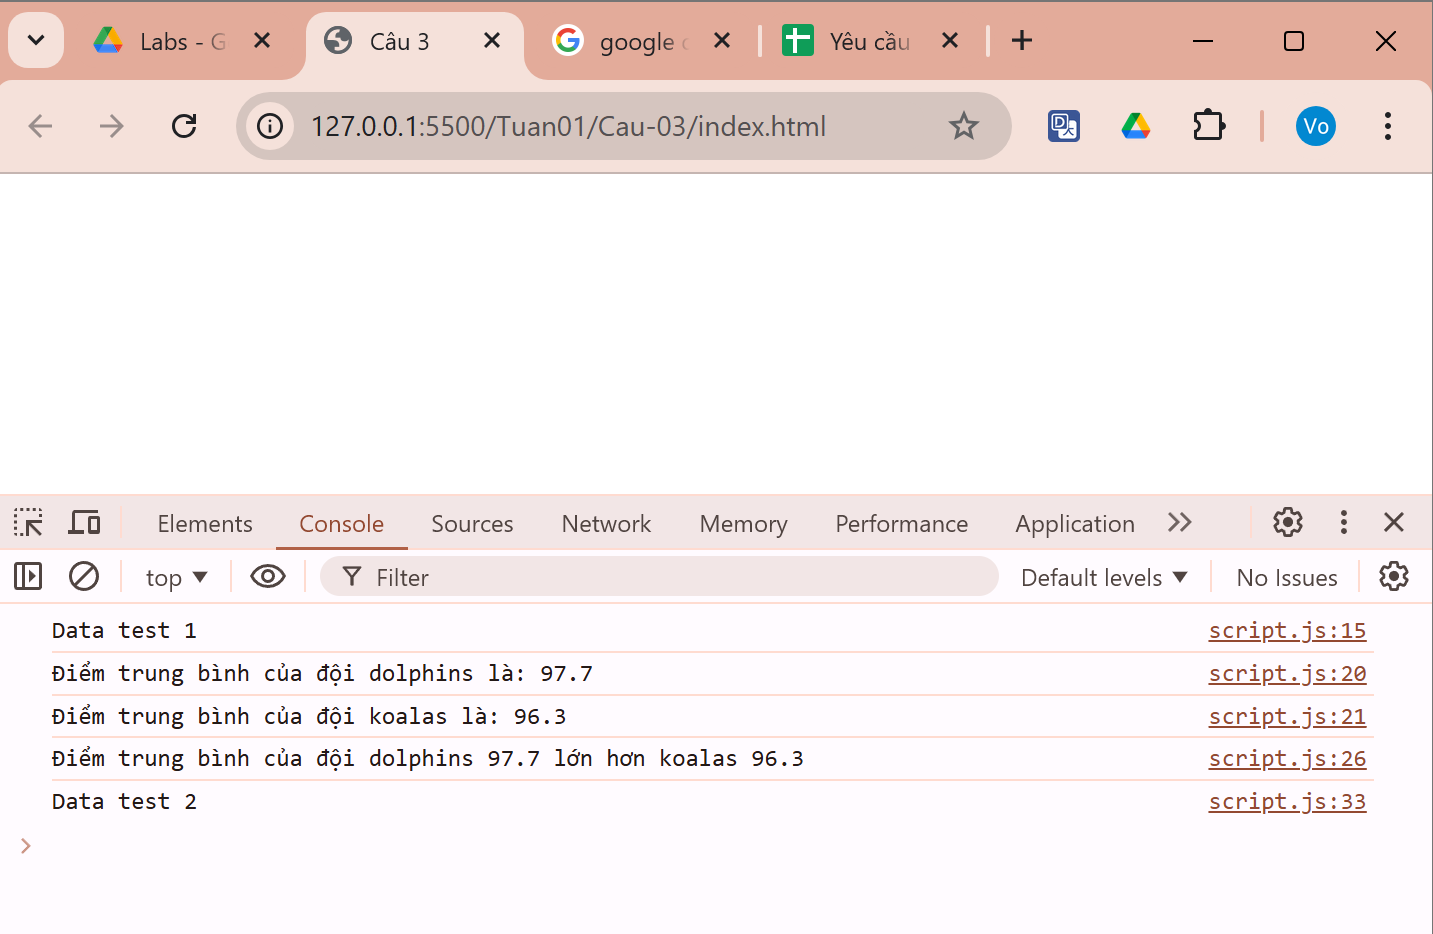 Labs - G
Câu 3
google c
Yêu cầu
127.0.0.1:5500/Tuan01/Cau-03/index.html
Vo
Elements Console Sources Network Memory Performance Application
top Filter Default levels No Issues
Data test 1 script.js:15
Điểm trung bình của đội dolphins là: 97.7 script.js:20
Điểm trung bình của đội koalas là: 96.3 script.js:21
Điểm trung bình của đội dolphins 97.7 lớn hơn koalas 96.3 script.js:26
Data test 2 script.js:33